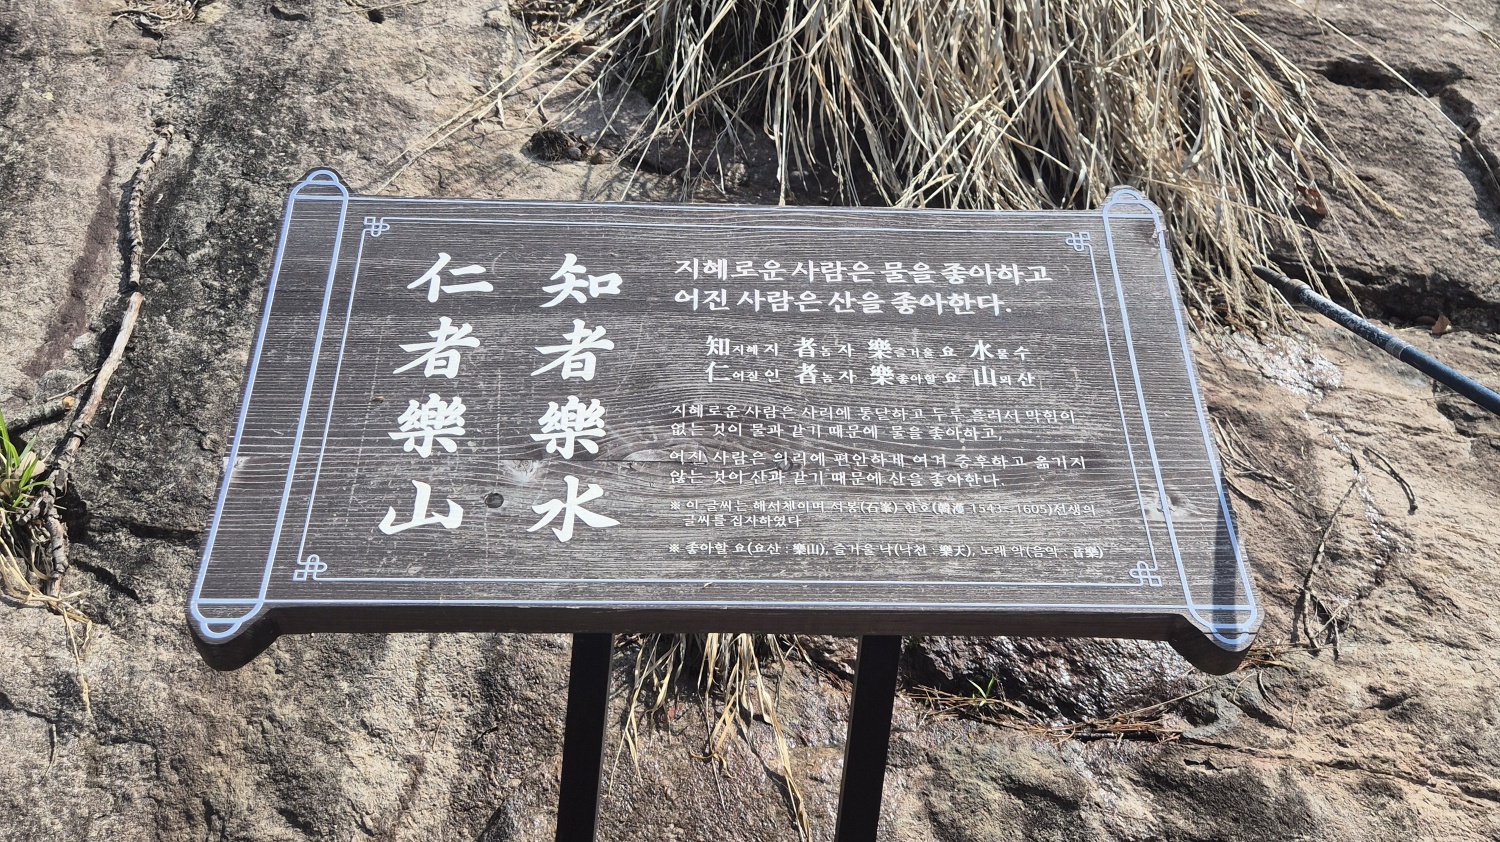 知者樂水
仁者樂山
지혜로운 사람은 물을 좋아하고
어진 사람은 산을 좋아한다.
知지혜 지 者놈 자 樂즐거울 요 水물 수
仁어질 인 者놈 자 樂좋아할 요 山뫼 산
지혜로운 사람은 사리에 통달하고 두루 흘러서 막힘이
없는 것이 물과 같기 때문에 물을 좋아하고,
어진 사람은 의리에 편안하게 여겨 중후하고 옮기지
않는 것이 산과 같기 때문에 산을 좋아한다.
※ 이 글씨는 해서체이며 석봉(石峯) 한호(韓濩 1543~1605)선생의
글씨를 집자하였다
※ 좋아할 요(요산 : 樂山), 즐거울 낙(낙천 : 樂天), 노래 악(음악 : 音樂)